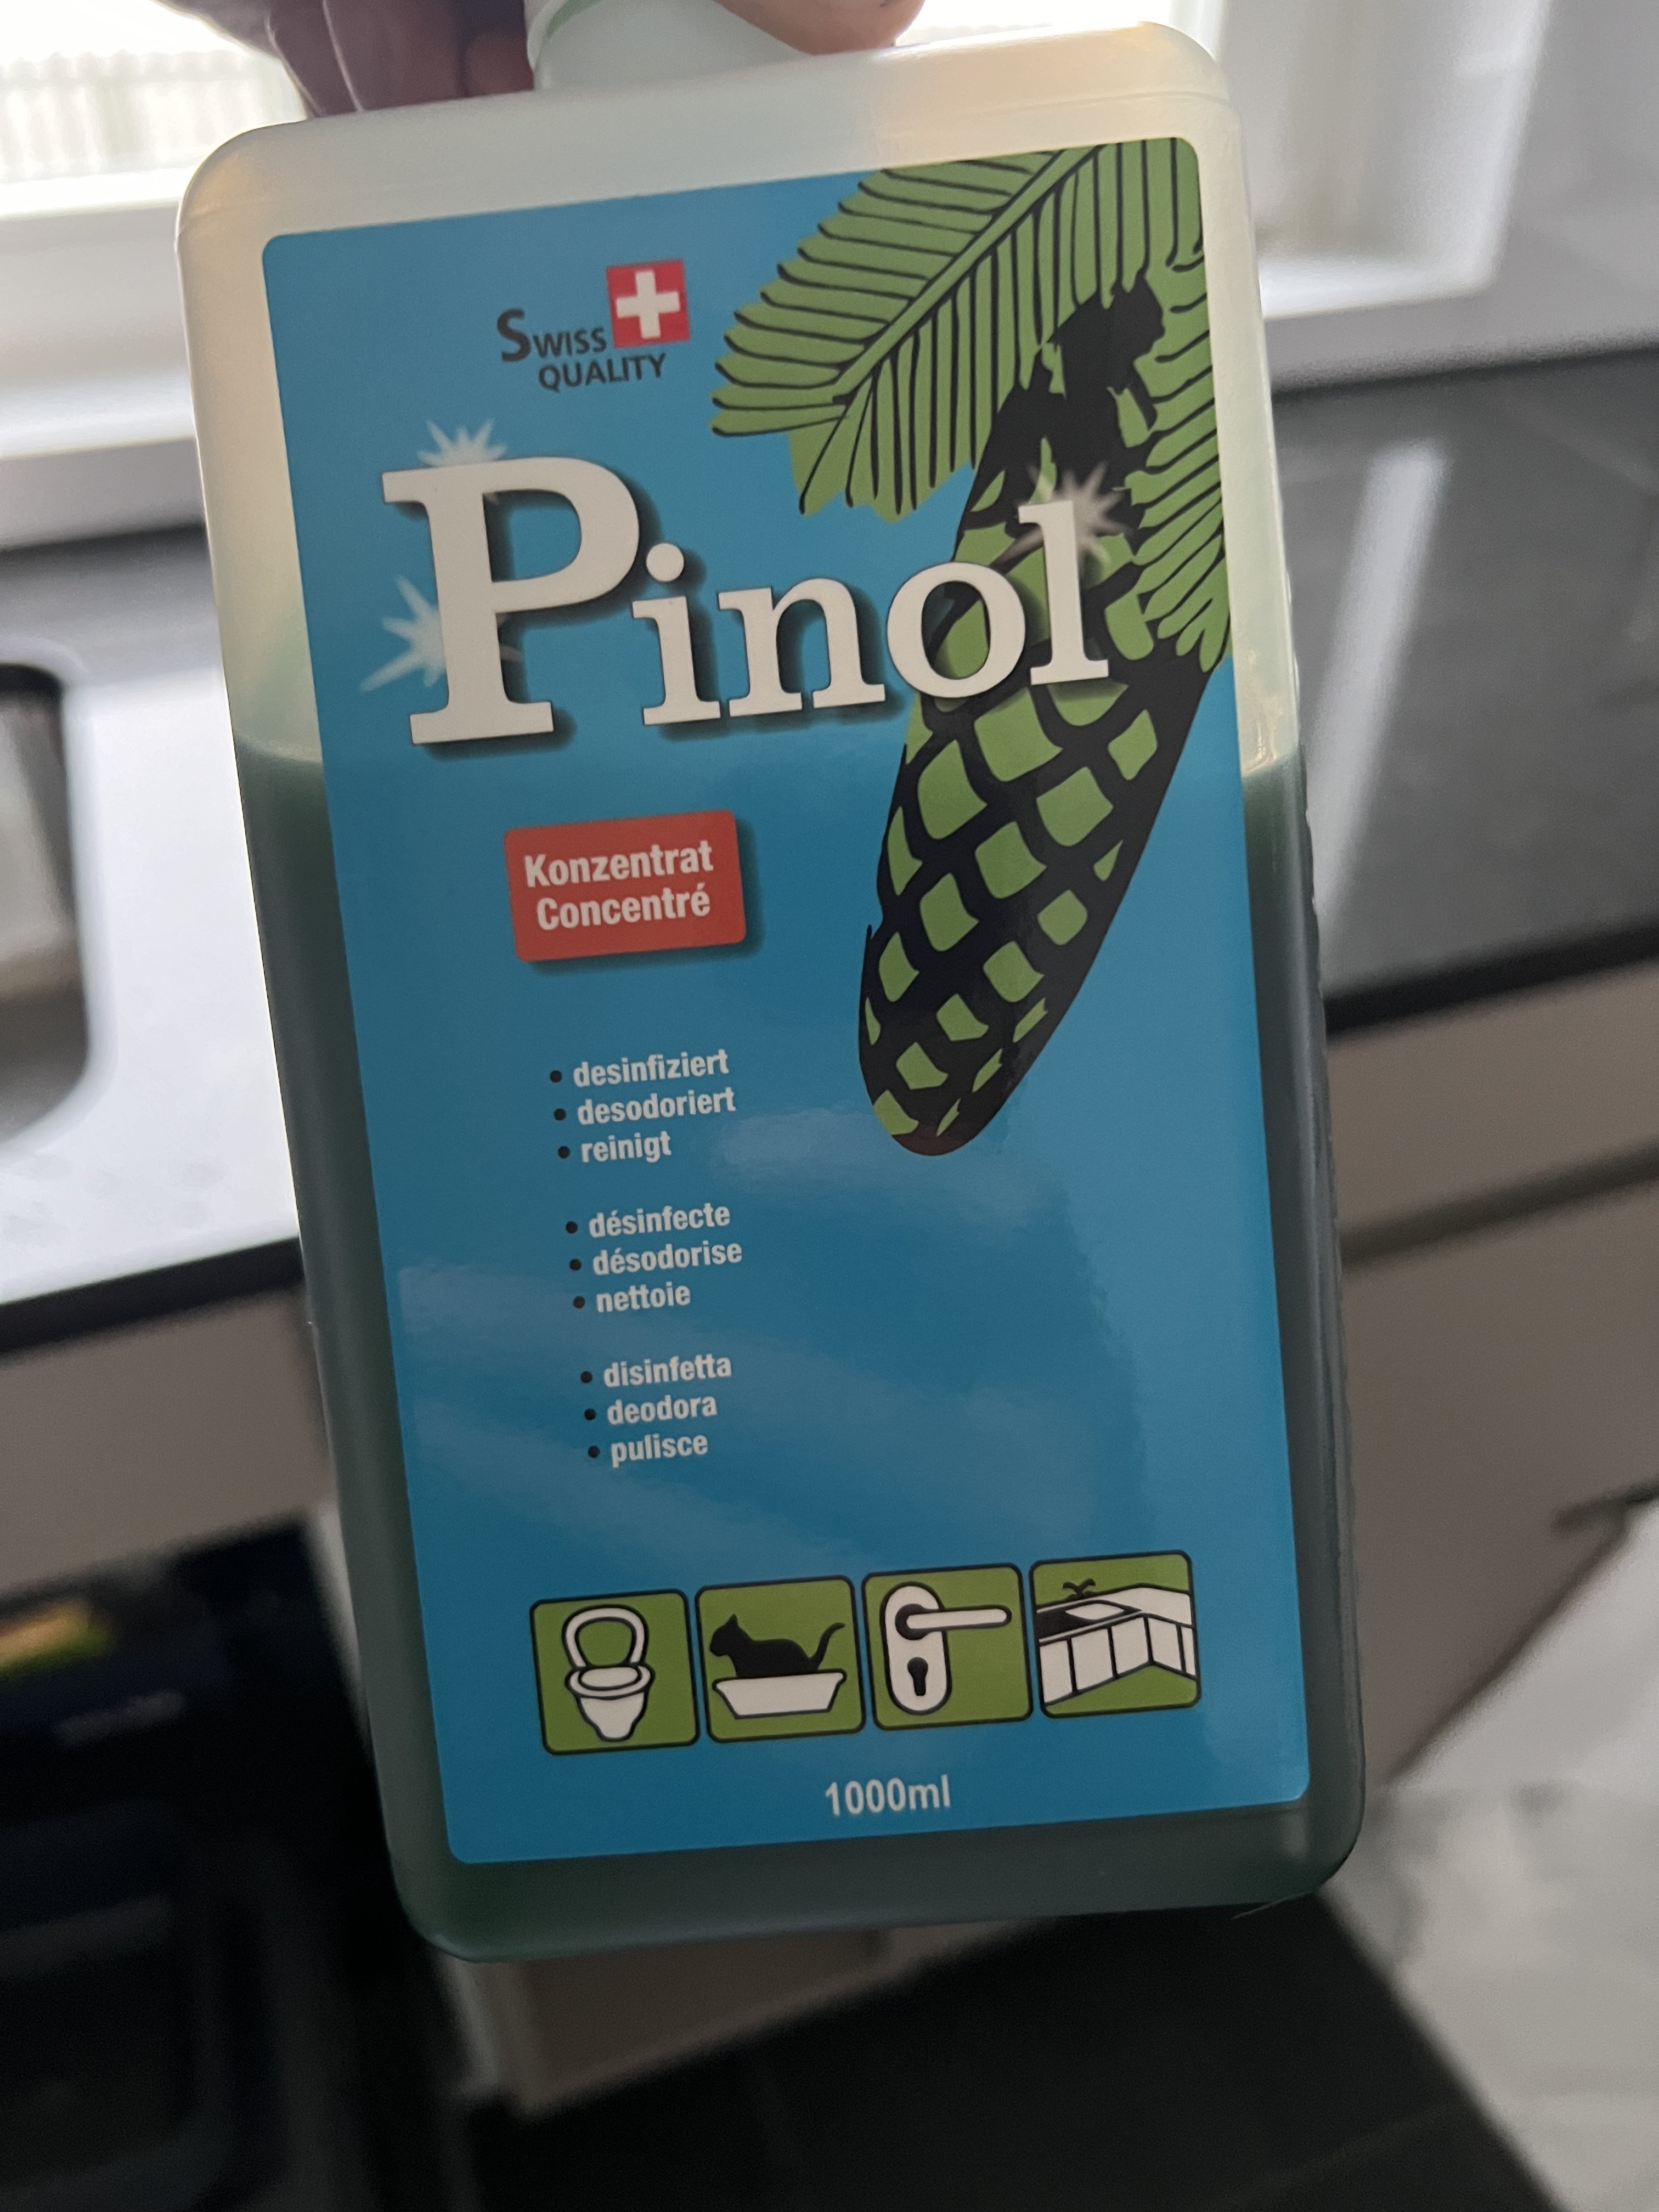 Swiss
Quality
Pinol
Konzentrat
Concentré
• desinfiziert
• desodoriert
• reinigt
• désinfecte
• désodorise
• nettoie
• disinfetta
• deodora
• pulisce
1000ml